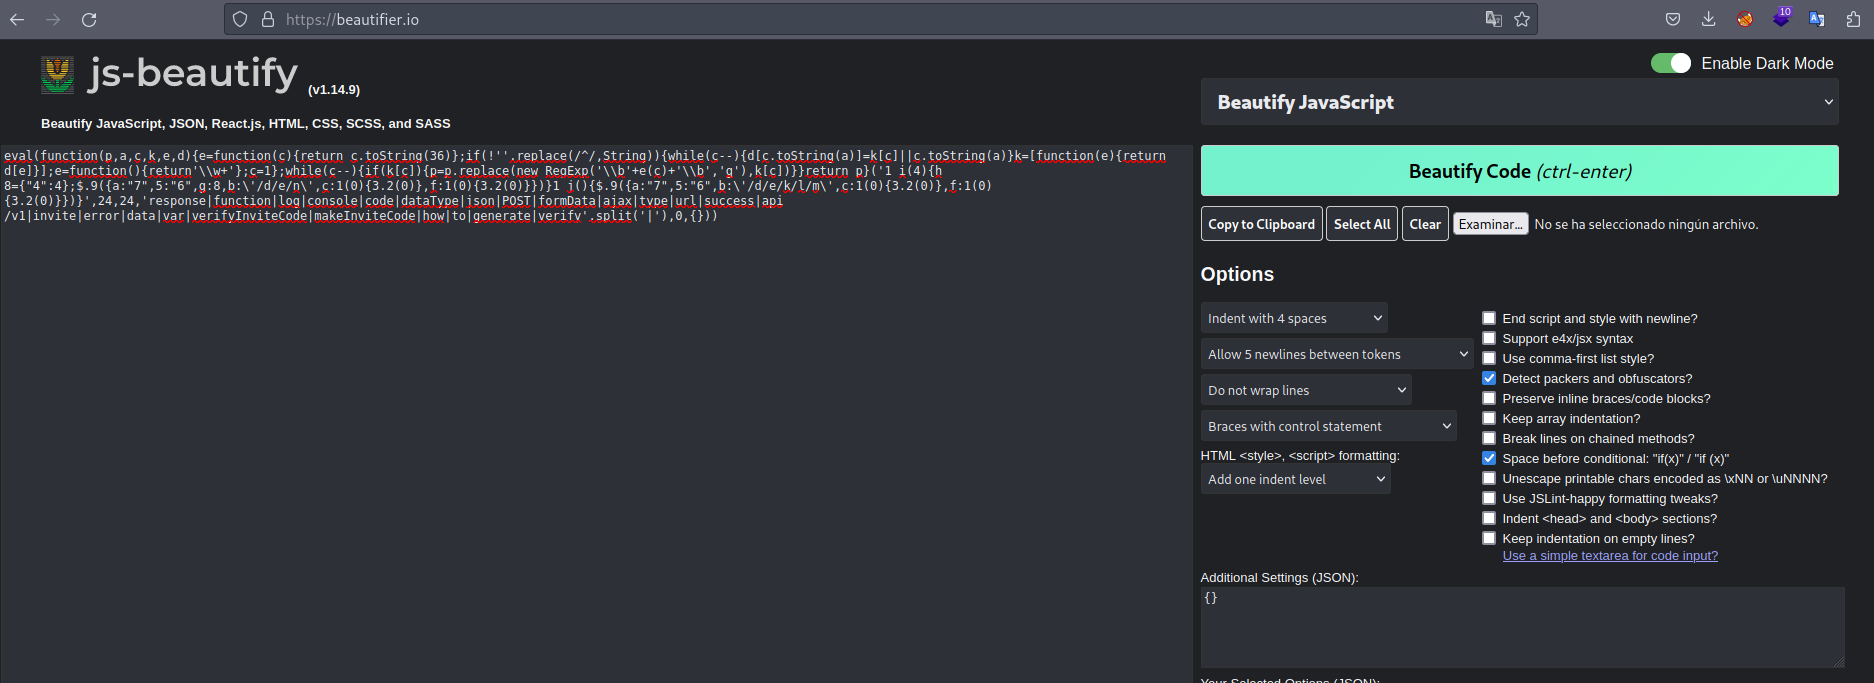 https://beautifier.io
10
js-beautify (v1.14.9)
Enable Dark Mode
Beautify JavaScript
Beautify JavaScript, JSON, React.js, HTML, CSS, SCSS, and SASS
eval(function(p,a,c,k,e,d){e=function(c){return c.toString(36)};if(!''.replace(/^/,String)){while(c--){d[c.toString(a)]=k[c]||c.toString(a)}k=[function(e){return
d[e]}];e=function(){return'\\w+'};c=1};while(c--){if(k[c]){p=p.replace(new RegExp('\\b'+e(c)+'\\b','g'),k[c])}}return p}('1 i(4){h
8={"4":4};$.9({a:"7",5:"6",g:8,b:\'/d/e/n\',c:1(0){3.2(0)},f:1(0){3.2(0)}})}1 j(){$.9({a:"7",5:"6",b:\'/d/e/k/l/m\',c:1(0){3.2(0)},f:1(0)
{3.2(0)}})}',24,24,'response|function|log|console|code|dataType|json|POST|formData|ajax|type|url|success|api
/v1|invite|error|data|var|verifyInviteCode|makeInviteCode|how|to|generate|verify'.split('|'),0,{}))
Beautify Code (ctrl-enter)
Copy to Clipboard
Select All
Clear
Examinar...
No se ha seleccionado ningún archivo.
Options
Indent with 4 spaces
Allow 5 newlines between tokens
Do not wrap lines
Braces with control statement
HTML <style>, <script> formatting:
Add one indent level
End script and style with newline?
Support e4x/jsx syntax
Use comma-first list style?
Detect packers and obfuscators?
Preserve inline braces/code blocks?
Keep array indentation?
Break lines on chained methods?
Space before conditional: "if(x)" / "if (x)"
Unescape printable chars encoded as \xNN or \uNNNN?
Use JSLint-happy formatting tweaks?
Indent <head> and <body> sections?
Keep indentation on empty lines?
Use a simple textarea for code input?
Additional Settings (JSON):
{}
Your Selected Options (JSON):